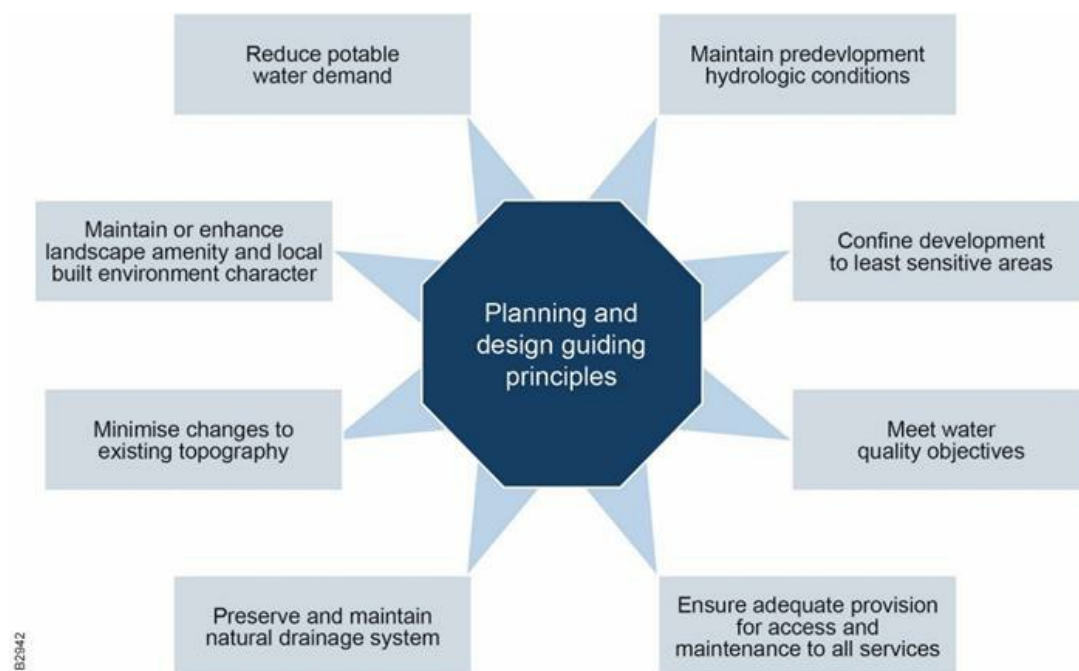 Reduce potable
water demand
Maintain predevlopment
hydrologic conditions
Maintain or enhance
landscape amenity and local
built environment character
Confine development
to least sensitive areas
Planning and
design guiding
principles
Minimise changes to
existing topography
Meet water
quality objectives
Preserve and maintain
natural drainage system
Ensure adequate provision
for access and
maintenance to all services
B2942